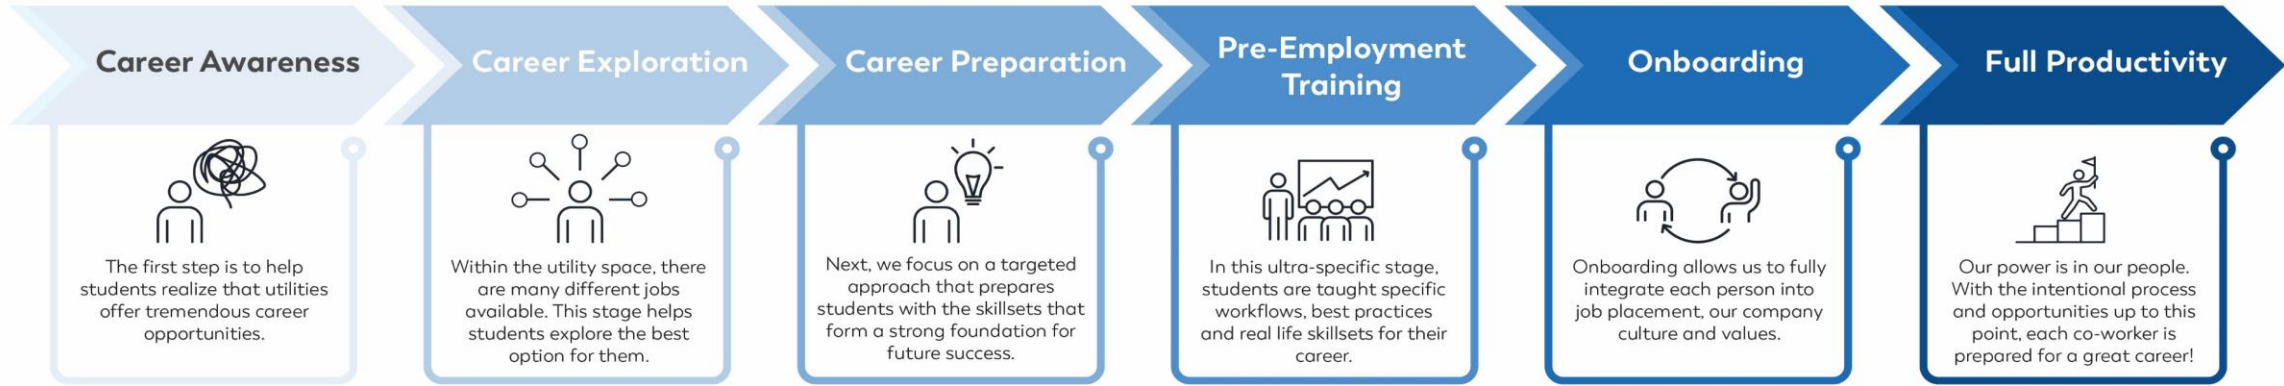 Career Awareness
The first step is to help
students realize that utilities
offer tremendous career
opportunities.
Career Exploration
Within the utility space, there
are many different jobs
available. This stage helps
students explore the best
option for them.
Career Preparation
Next, we focus on a targeted
approach that prepares
students with the skillsets that
form a strong foundation for
future success.
Pre-Employment
Training
In this ultra-specific stage,
students are taught specific
workflows, best practices
and real life skillsets for their
career.
Onboarding
Onboarding allows us to fully
integrate each person into
job placement, our company
culture and values.
Full Productivity
Our power is in our people.
With the intentional process
and opportunities up to this
point, each co-worker is
prepared for a great career!